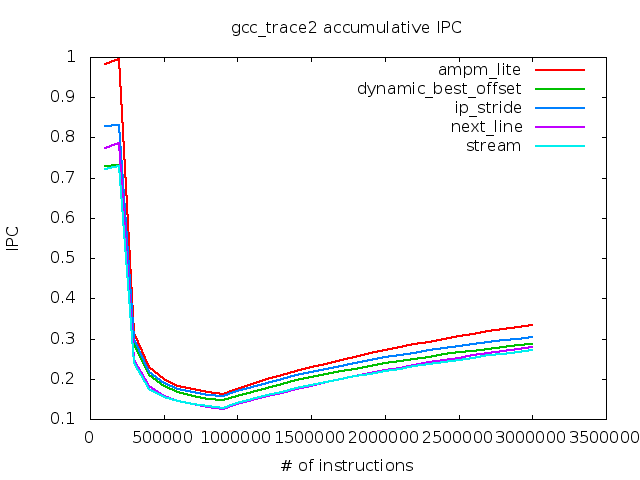 gcc_trace2 accumulative IPC
ampm_lite
dynamic_best_offset
ip_stride
next_line
stream
IPC
1
0.9
0.8
0.7
0.6
0.5
0.4
0.3
0.2
0.1
0 500000 1000000 1500000 2000000 2500000 3000000 3500000
# of instructions